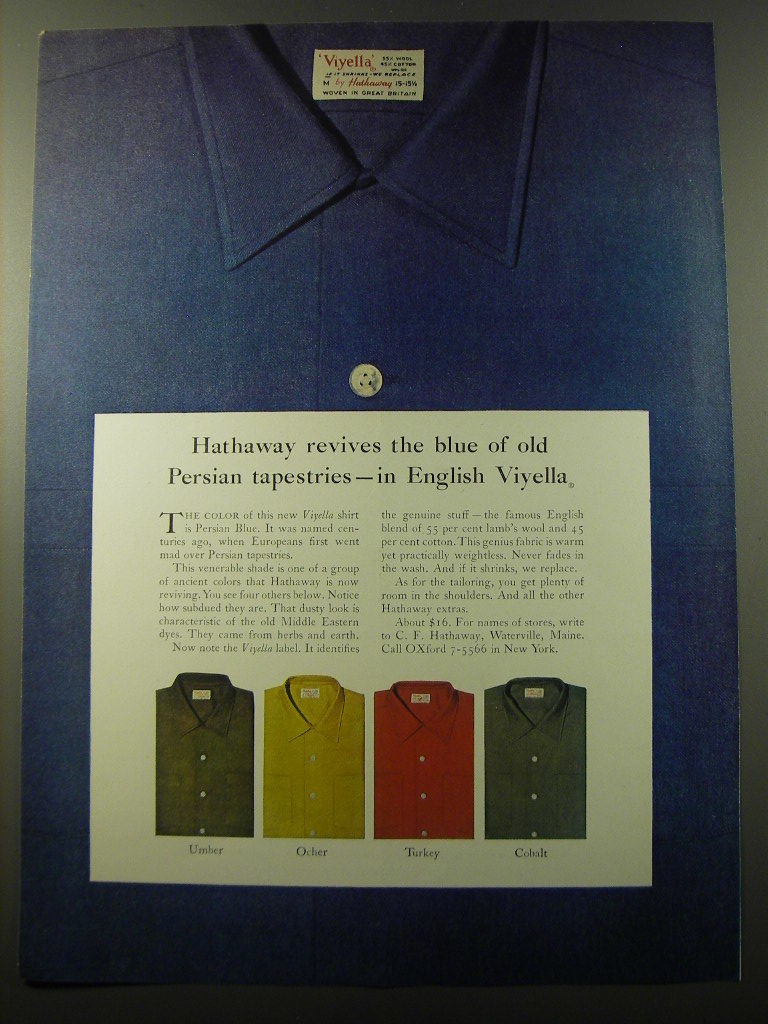 'Viyella'®
55% WOOL
45% COTTON
IF IT SHRINKS-WE REPLACE
M by Hathaway 15-15½
WOVEN IN GREAT BRITAIN
Hathaway revives the blue of old
Persian tapestries — in English Viyella®
THE COLOR of this new Viyella shirt
is Persian Blue. It was named cen-
turies ago, when Europeans first went
mad over Persian tapestries.
This venerable shade is one of a group
of ancient colors that Hathaway is now
reviving. You see four others below. Notice
how subdued they are. That dusty look is
characteristic of the old Middle Eastern
dyes. They came from herbs and earth.
Now note the Viyella label. It identifies
the genuine stuff — the famous English
blend of 55 per cent lamb's wool and 45
per cent cotton. This genius fabric is warm
yet practically weightless. Never fades in
the wash. And if it shrinks, we replace.
As for the tailoring, you get plenty of
room in the shoulders. And all the other
Hathaway extras.
About $16. For names of stores, write
to C. F. Hathaway, Waterville, Maine.
Call OXford 7-5566 in New York.
Umber
Ocher
Turkey
Cobalt